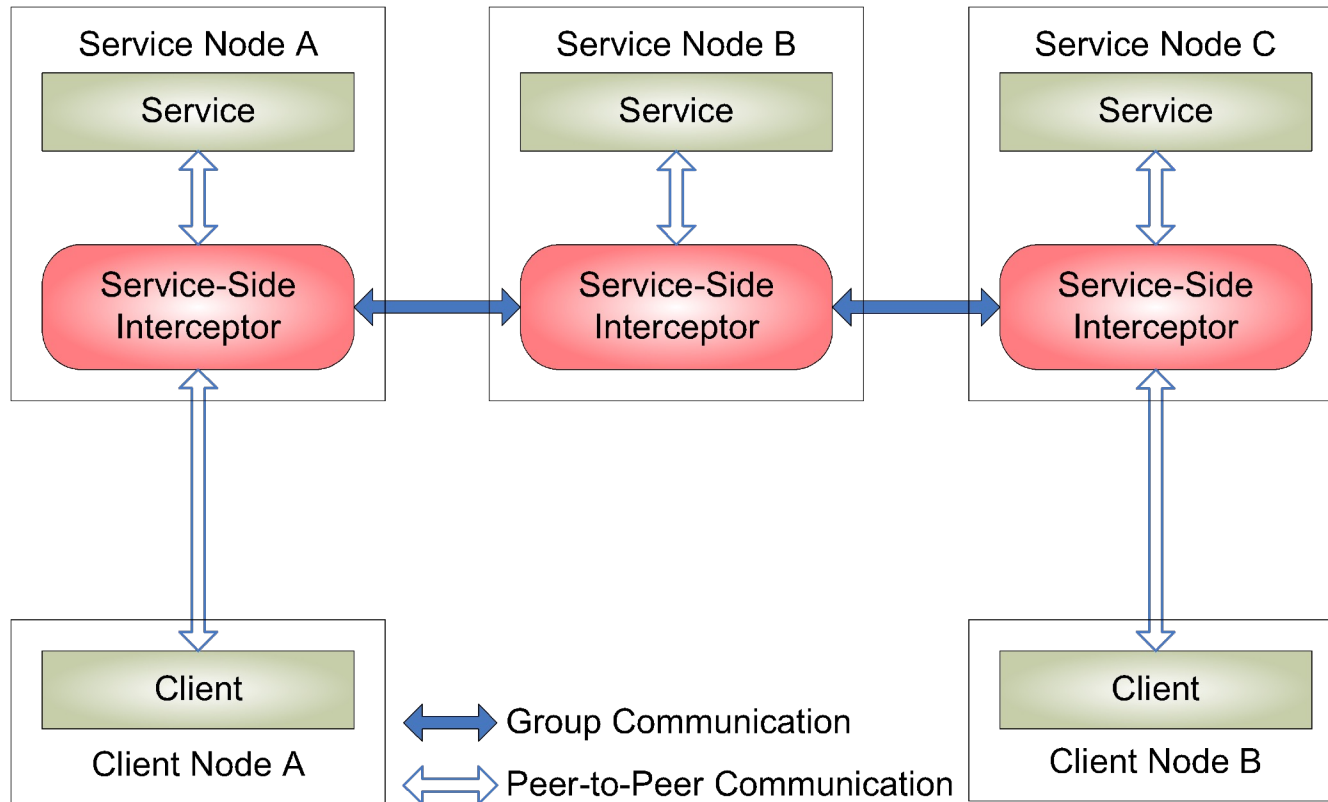 Service Node A
Service Node B
Service Node C
Service
Service
Service
Service-Side
Interceptor
Service-Side
Interceptor
Service-Side
Interceptor
Client
Client Node A
Group Communication
Peer-to-Peer Communication
Client
Client Node B